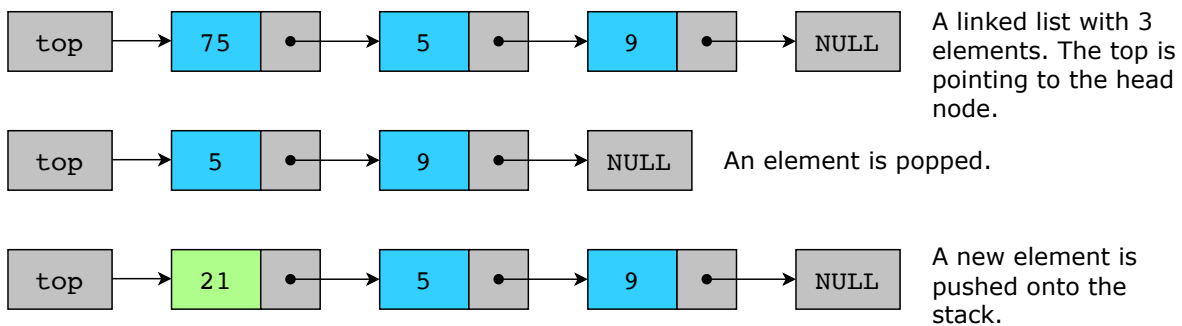 top 75 5 9 NULL
A linked list with 3
elements. The top is
pointing to the head
node.
top 5 9 NULL
An element is popped.
top 21 5 9 NULL
A new element is
pushed onto the
stack.